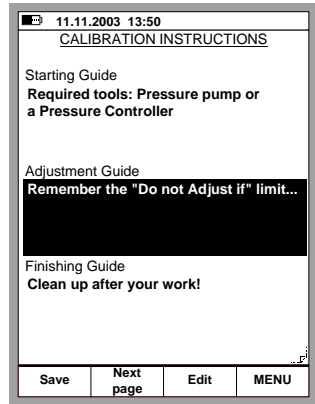 11.11.2003 13:50
CALIBRATION INSTRUCTIONS
Starting Guide
Required tools: Pressure pump or
a Pressure Controller
Adjustment Guide
Remember the "Do not Adjust if" limit...
Finishing Guide
Clean up after your work!
Save
Next
page
Edit
MENU